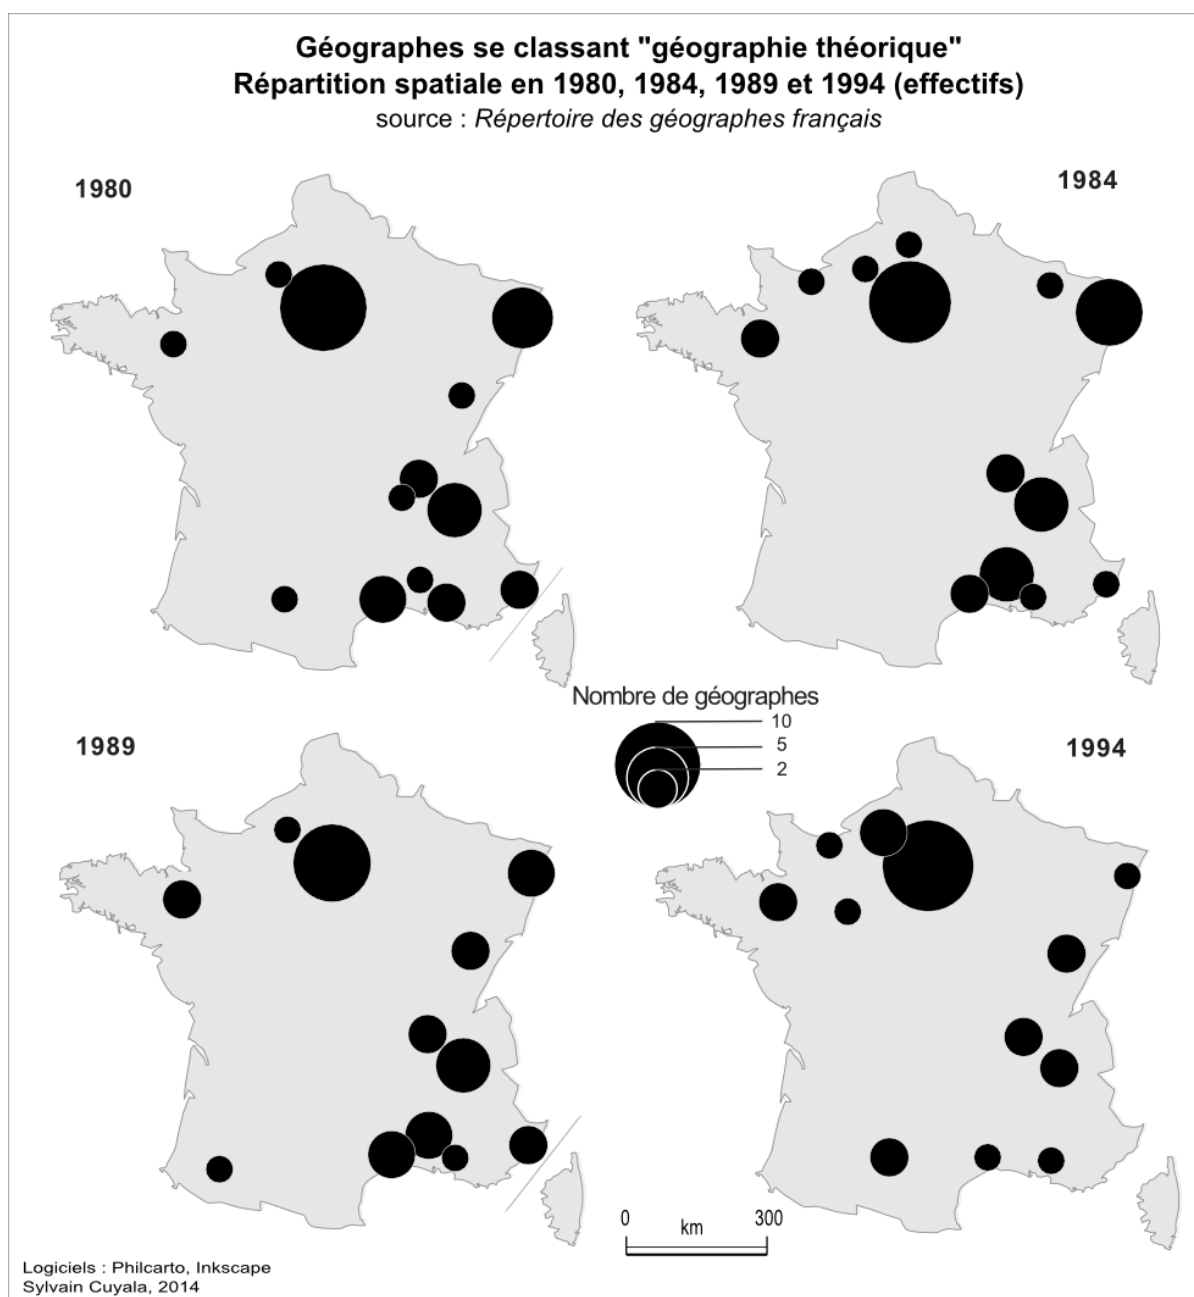 Géographes se classant "géographie théorique"
Répartition spatiale en 1980, 1984, 1989 et 1994 (effectifs)
source : Répertoire des géographes français
1980
1984
Nombre de géographes
10
5
2
1989
1994
0 km 300
Logiciels : Philcarto, Inkscape
Sylvain Cuyala, 2014